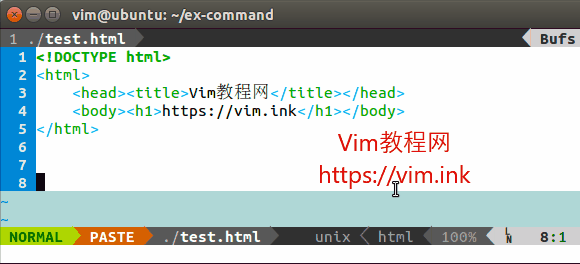 vim@ubuntu: ~/ex-command
1 ./test.html Bufs
1 <!DOCTYPE html>
2 <html>
3 <head><title>Vim教程网</title></head>
4 <body><h1>https://vim.ink</h1></body>
5 </html>
6
7
8
Vim教程网
https://vim.ink
~
~
NORMAL PASTE ./test.html unix html 100% LN 8:1